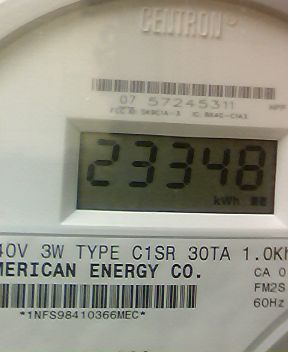 CENTRON
07 57245311
23348
kWh
40V 3W TYPE C1SR 30TA 1.0Kh
MERICAN ENERGY CO.
CA 0
FM2S
60Hz
*1NFS98410366MEC*